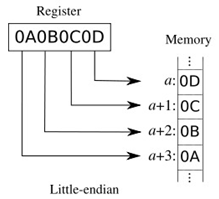 Register
0A0B0C0D
Memory
⋮
a: 0D
a+1: 0C
a+2: 0B
a+3: 0A
⋮
Little-endian